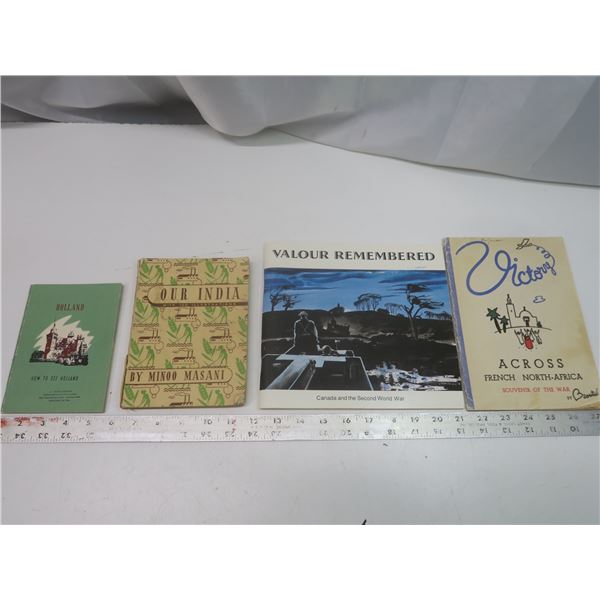 HOLLAND
HOW TO SEE HOLLAND
OUR INDIA
BY MINOO MASANI
VALOUR REMEMBERED
Canada and the Second World War
Victory
ACROSS
FRENCH NORTH-AFRICA
SOUVENIR OF THE WAR
BY